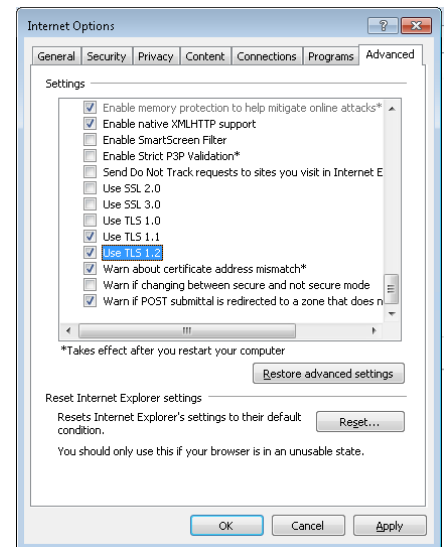 Internet Options
General Security Privacy Content Connections Programs Advanced
Settings
Enable memory protection to help mitigate online attacks*
Enable native XMLHTTP support
Enable SmartScreen Filter
Enable Strict P3P Validation*
Send Do Not Track requests to sites you visit in Internet E
Use SSL 2.0
Use SSL 3.0
Use TLS 1.0
Use TLS 1.1
Use TLS 1.2
Warn about certificate address mismatch*
Warn if changing between secure and not secure mode
Warn if POST submittal is redirected to a zone that does n
*Takes effect after you restart your computer
Restore advanced settings
Reset Internet Explorer settings
Resets Internet Explorer's settings to their default
condition.
Reset...
You should only use this if your browser is in an unusable state.
OK Cancel Apply